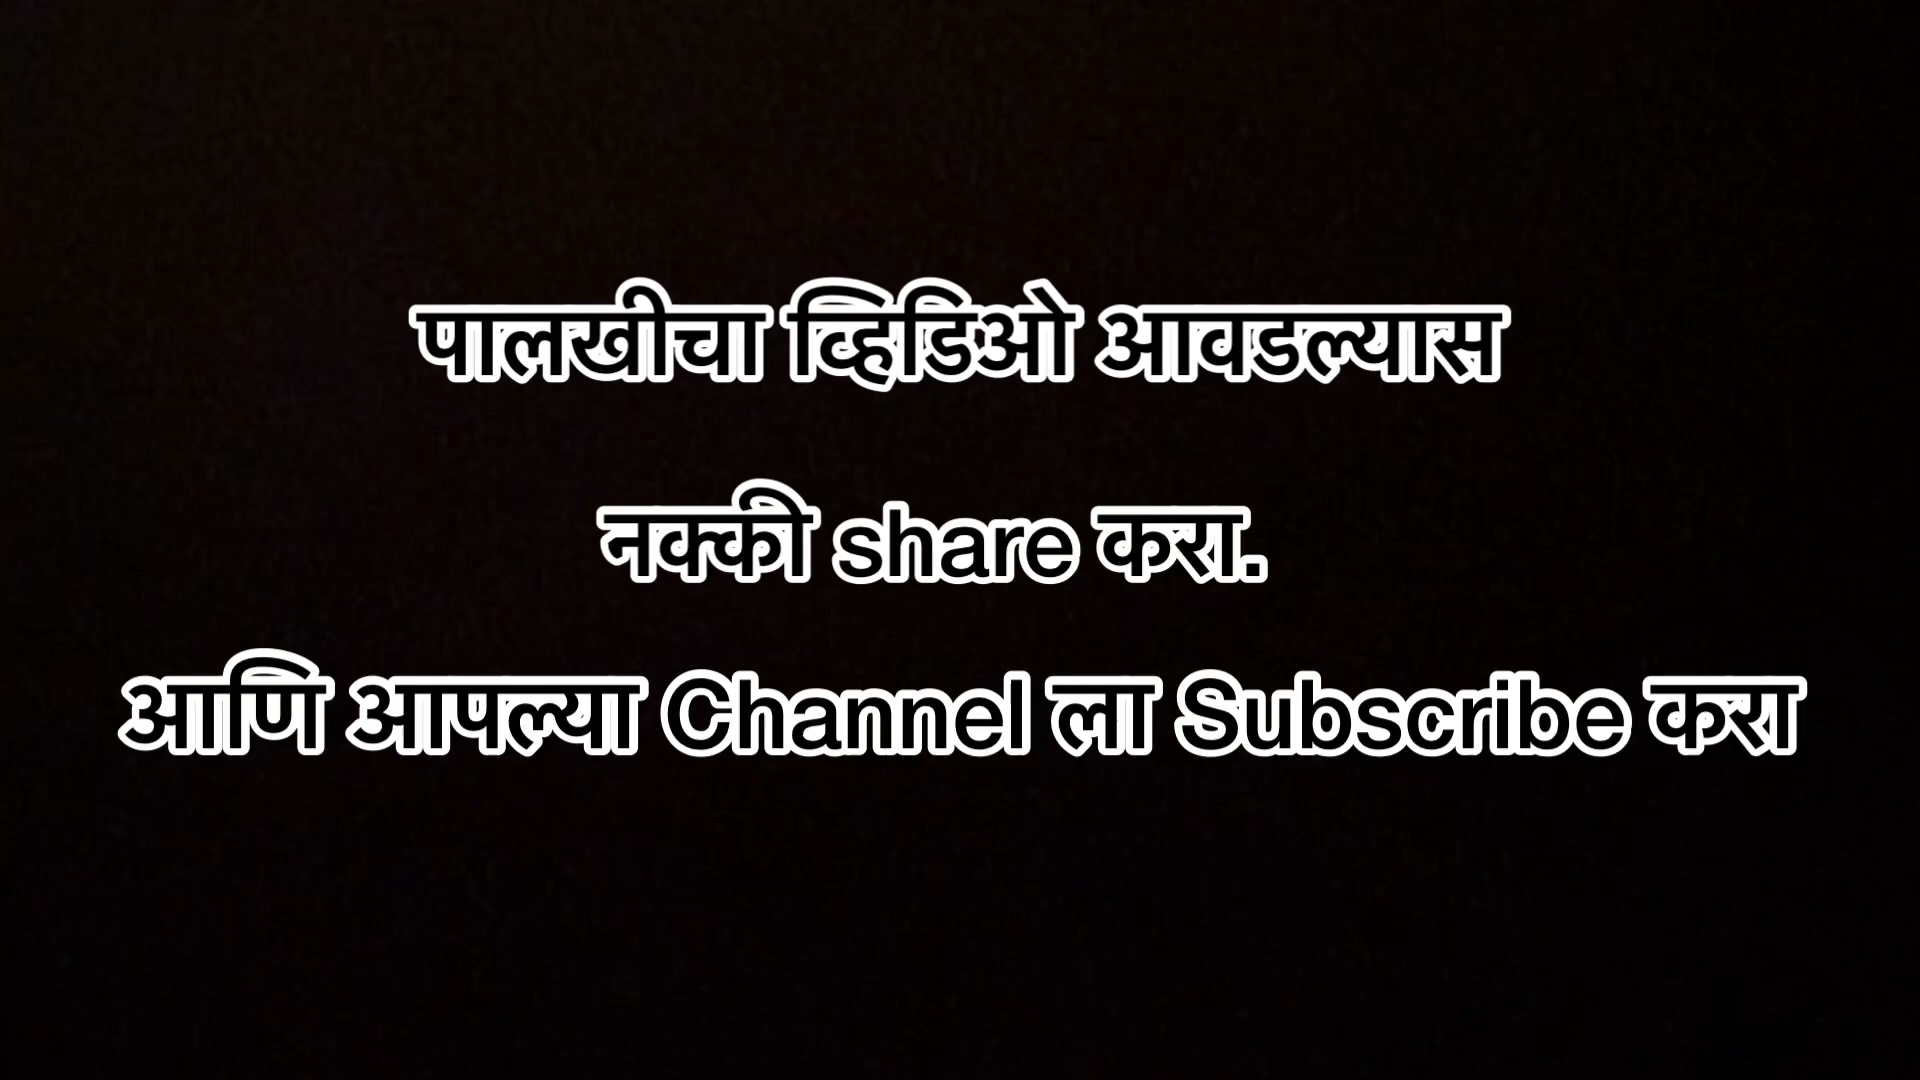 पालखीचा व्हिडिओ आवडल्यास
नक्की share करा.
आणि आपल्या Channel ला Subscribe करा